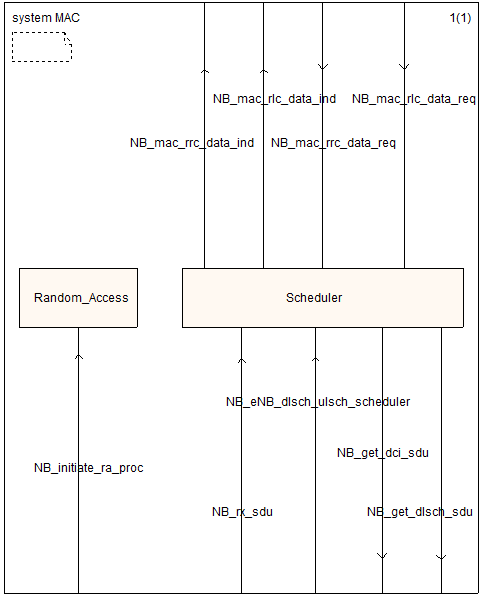 system MAC
1(1)
NB_mac_rlc_data_ind
NB_mac_rlc_data_req
NB_mac_rrc_data_ind
NB_mac_rrc_data_req
Random_Access
Scheduler
NB_eNB_dlsch_ulsch_scheduler
NB_get_dci_sdu
NB_initiate_ra_proc
NB_rx_sdu
NB_get_dlsch_sdu